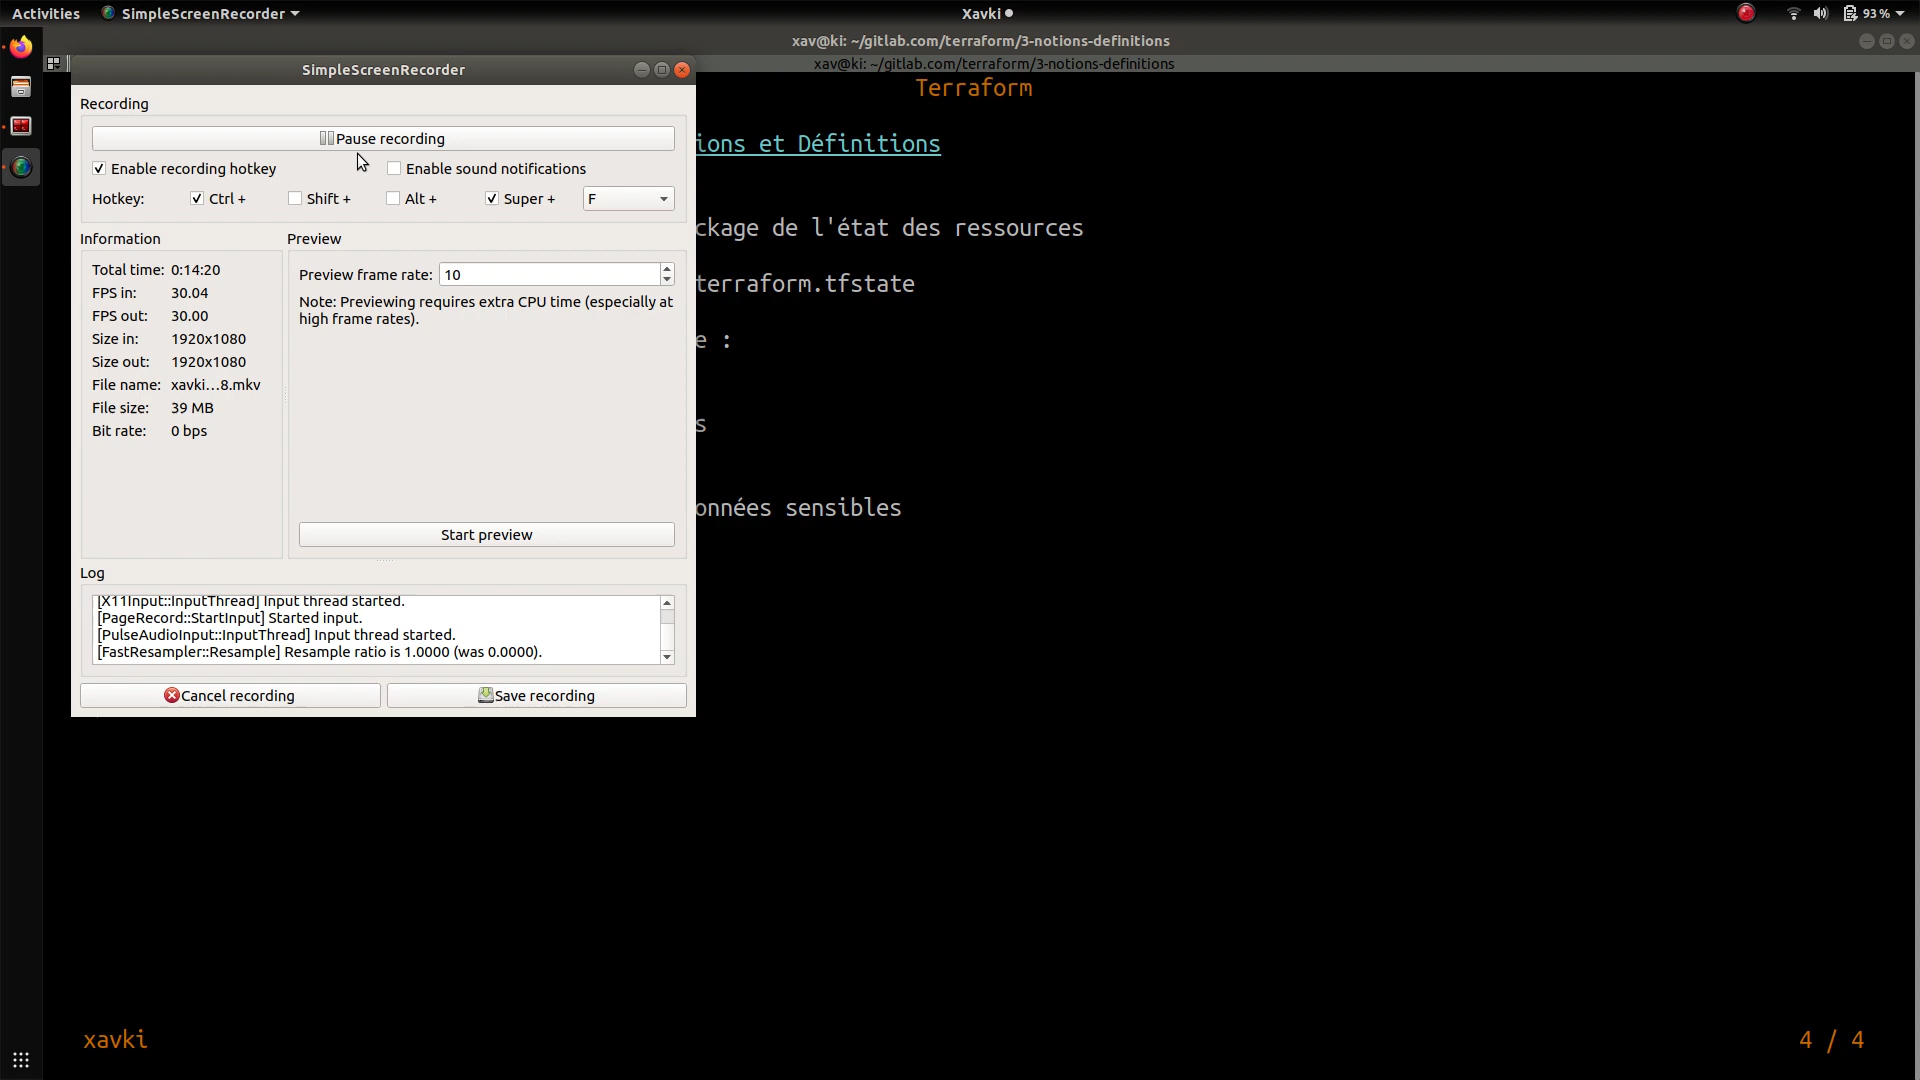 Activities SimpleScreenRecorder Xavki 93 %
xav@ki: ~/gitlab.com/terraform/3-notions-definitions
xav@ki: ~/gitlab.com/terraform/3-notions-definitions
SimpleScreenRecorder
Recording
Pause recording
Enable recording hotkey Enable sound notifications
Hotkey: Ctrl + Shift + Alt + Super + F
Information
Total time: 0:14:20
FPS in: 30.04
FPS out: 30.00
Size in: 1920x1080
Size out: 1920x1080
File name: xavki...8.mkv
File size: 39 MB
Bit rate: 0 bps
Preview
Preview frame rate: 10
Note: Previewing requires extra CPU time (especially at
high frame rates).
Start preview
Log
[X11Input::InputThread] Input thread started.
[PageRecord::StartInput] Started input.
[PulseAudioInput::InputThread] Input thread started.
[FastResampler::Resample] Resample ratio is 1.0000 (was 0.0000).
Cancel recording Save recording
Terraform
ions et Définitions
ckage de l'état des ressources
terraform.tfstate
e :
s
onnées sensibles
xavki
4 / 4